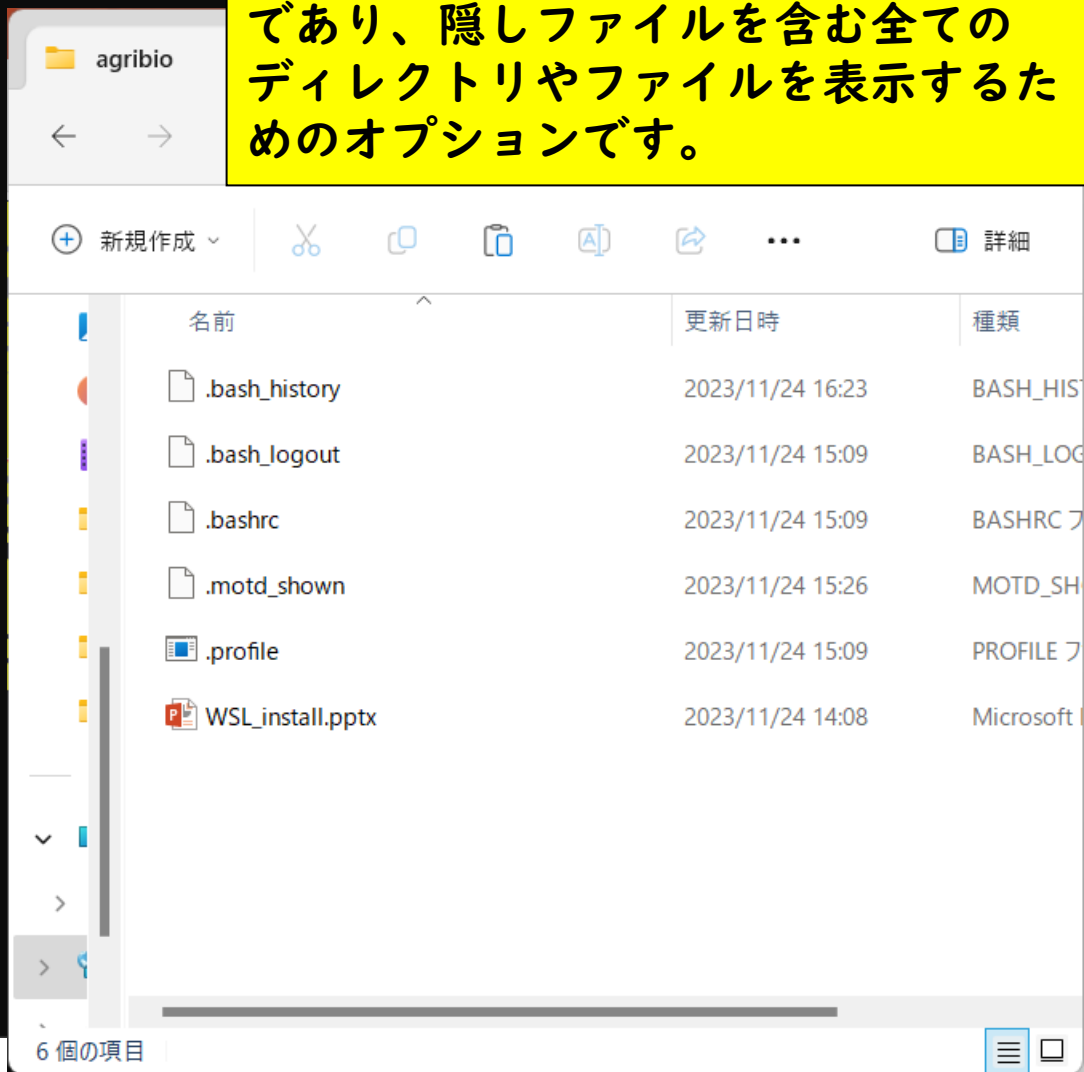 であり、隠しファイルを含む全ての
ディレクトリやファイルを表示するた
めのオプションです。
agribio
新規作成
詳細
名前 更新日時 種類
.bash_history 2023/11/24 16:23 BASH_HIS
.bash_logout 2023/11/24 15:09 BASH_LOG
.bashrc 2023/11/24 15:09 BASHRC フ
.motd_shown 2023/11/24 15:26 MOTD_SH
.profile 2023/11/24 15:09 PROFILE フ
WSL_install.pptx 2023/11/24 14:08 Microsoft
6 個の項目